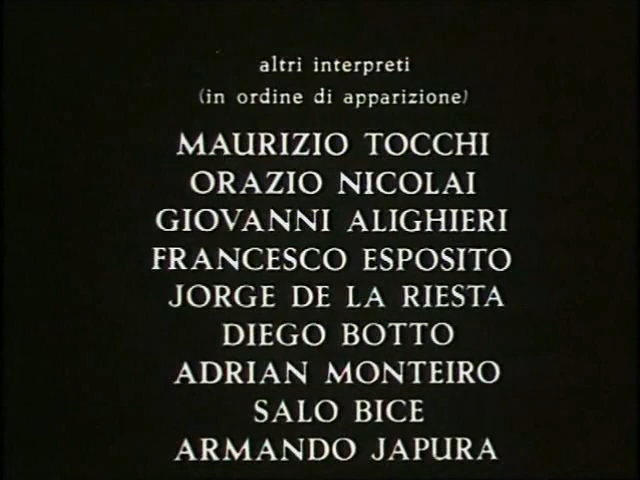 altri interpreti
(in ordine di apparizione)
MAURIZIO TOCCHI
ORAZIO NICOLAI
GIOVANNI ALIGHIERI
FRANCESCO ESPOSITO
JORGE DE LA RIESTA
DIEGO BOTTO
ADRIAN MONTEIRO
SALO BICE
ARMANDO JAPURA